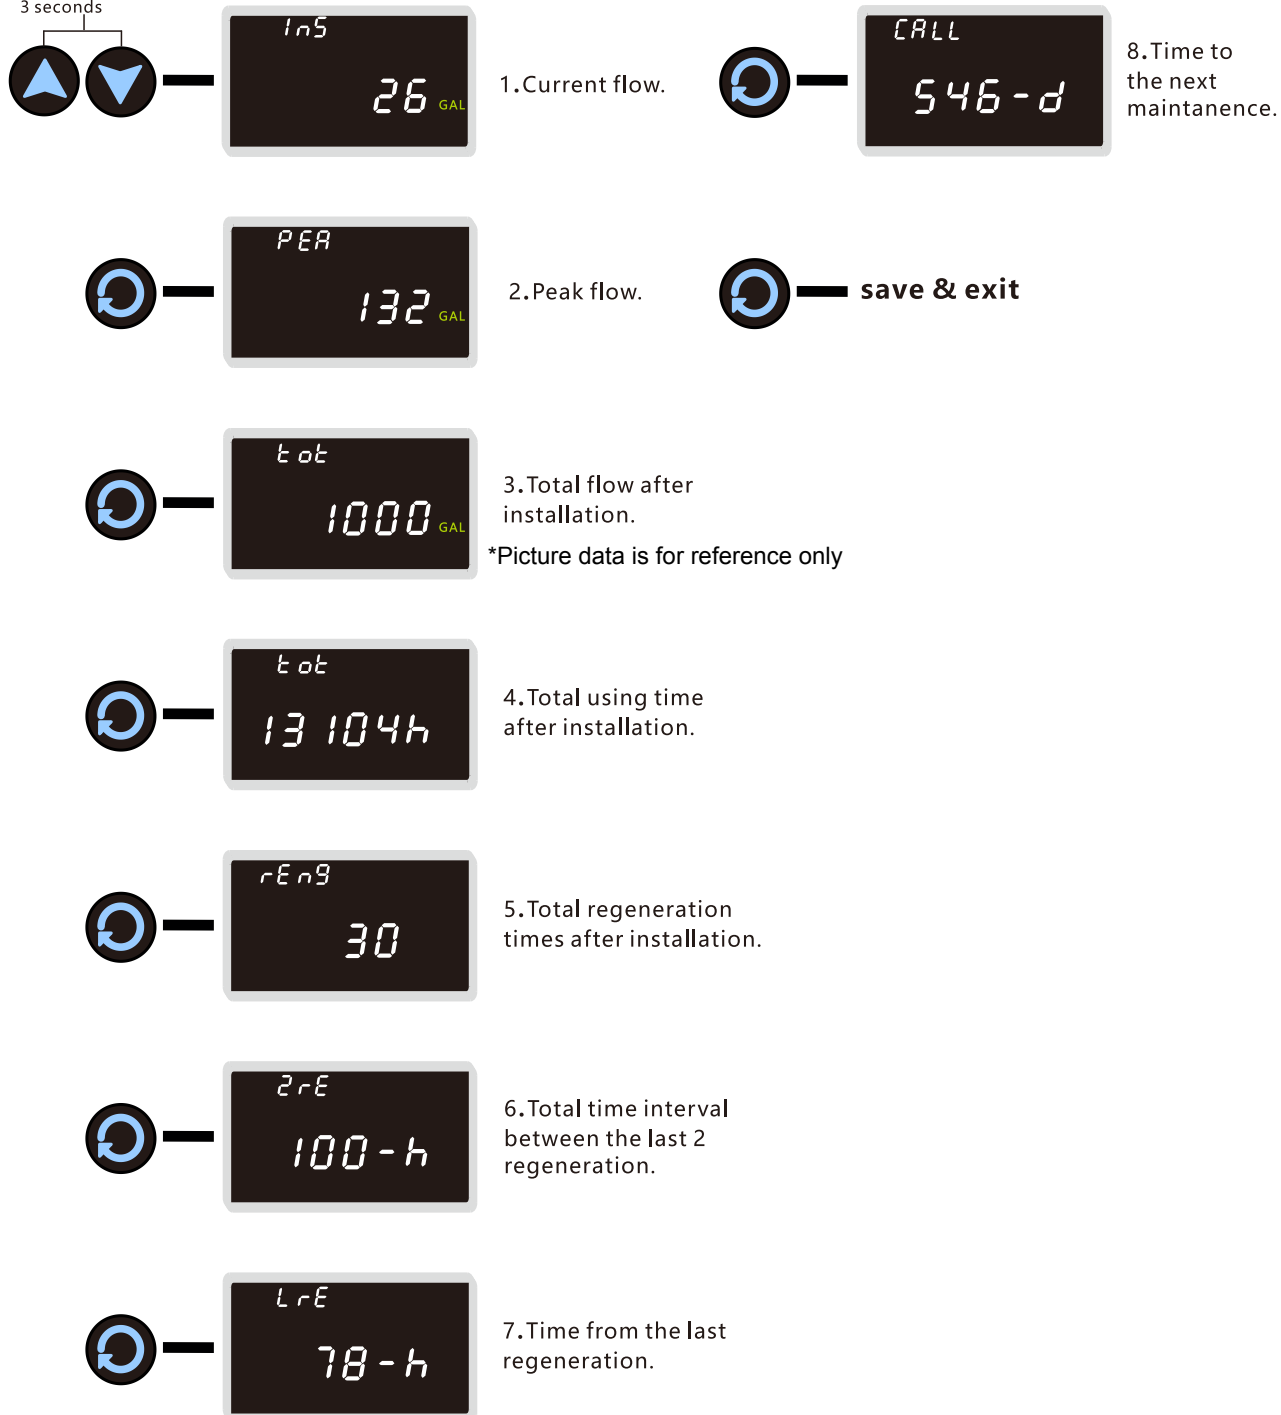 3 seconds
InS
26 GAL
1.Current flow.
PEA
132 GAL
2.Peak flow.
tot
1000 GAL
3.Total flow after
installation.
*Picture data is for reference only
tot
13104h
4.Total using time
after installation.
rEng
30
5.Total regeneration
times after installation.
2rE
100-h
6.Total time interval
between the last 2
regeneration.
LrE
78-h
7.Time from the last
regeneration.
CALL
546-d
8.Time to
the next
maintanence.
save & exit